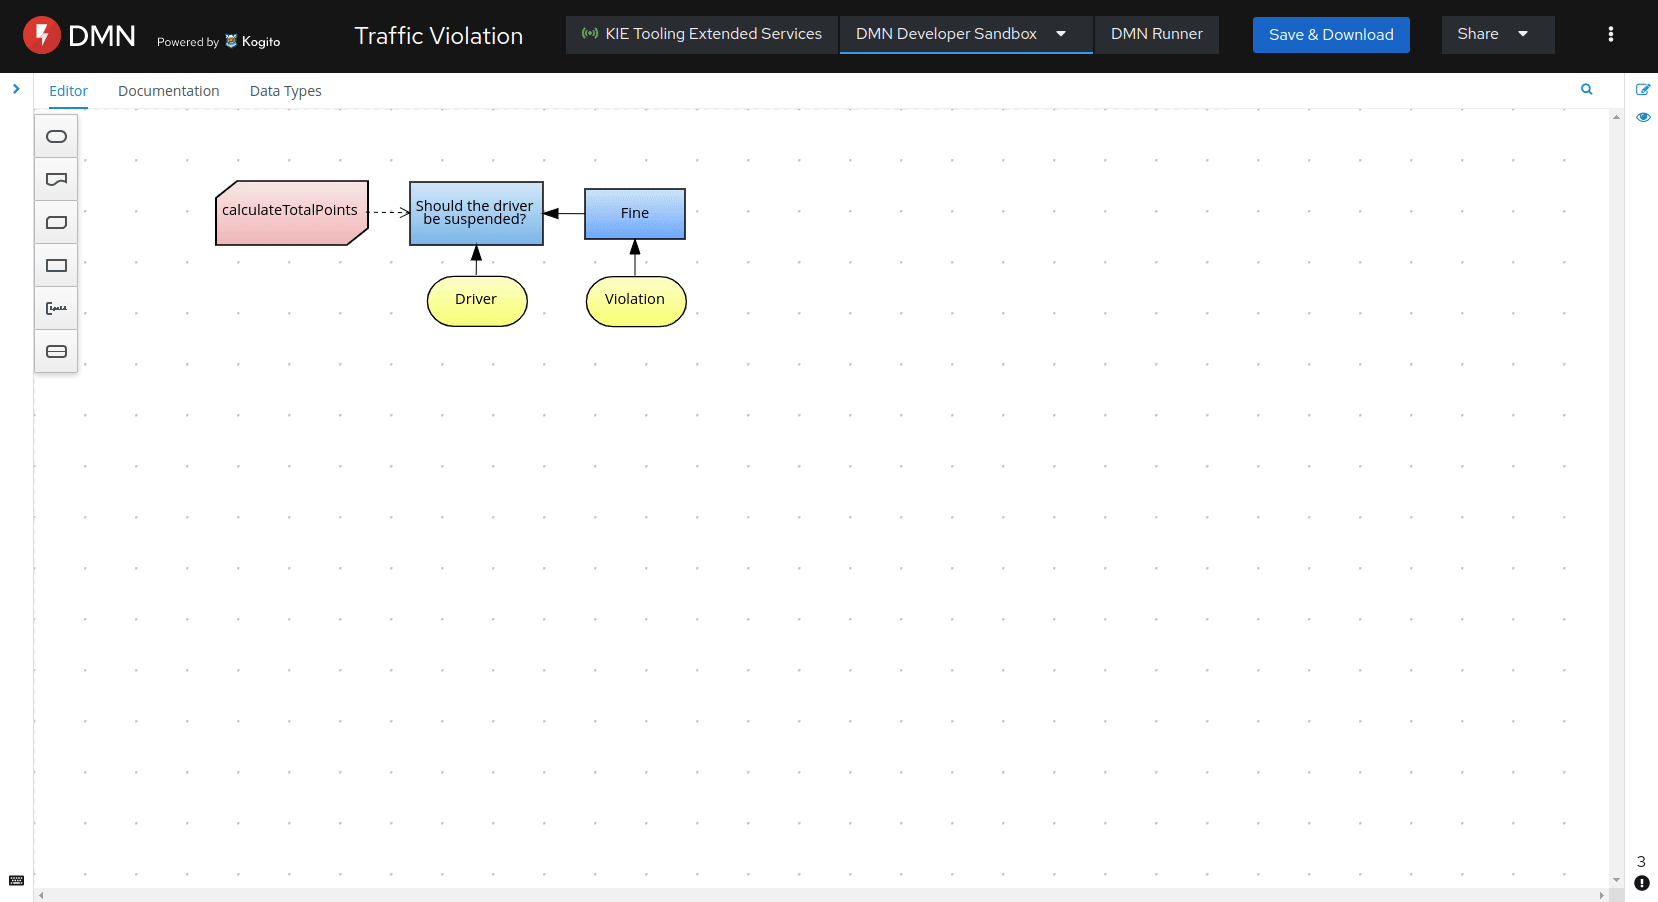 DMN
Powered by Kogito
Traffic Violation
KIE Tooling Extended Services
DMN Developer Sandbox
DMN Runner
Save & Download
Share
Editor
Documentation
Data Types
calculateTotalPoints
Should the driver
be suspended?
Fine
Driver
Violation
3